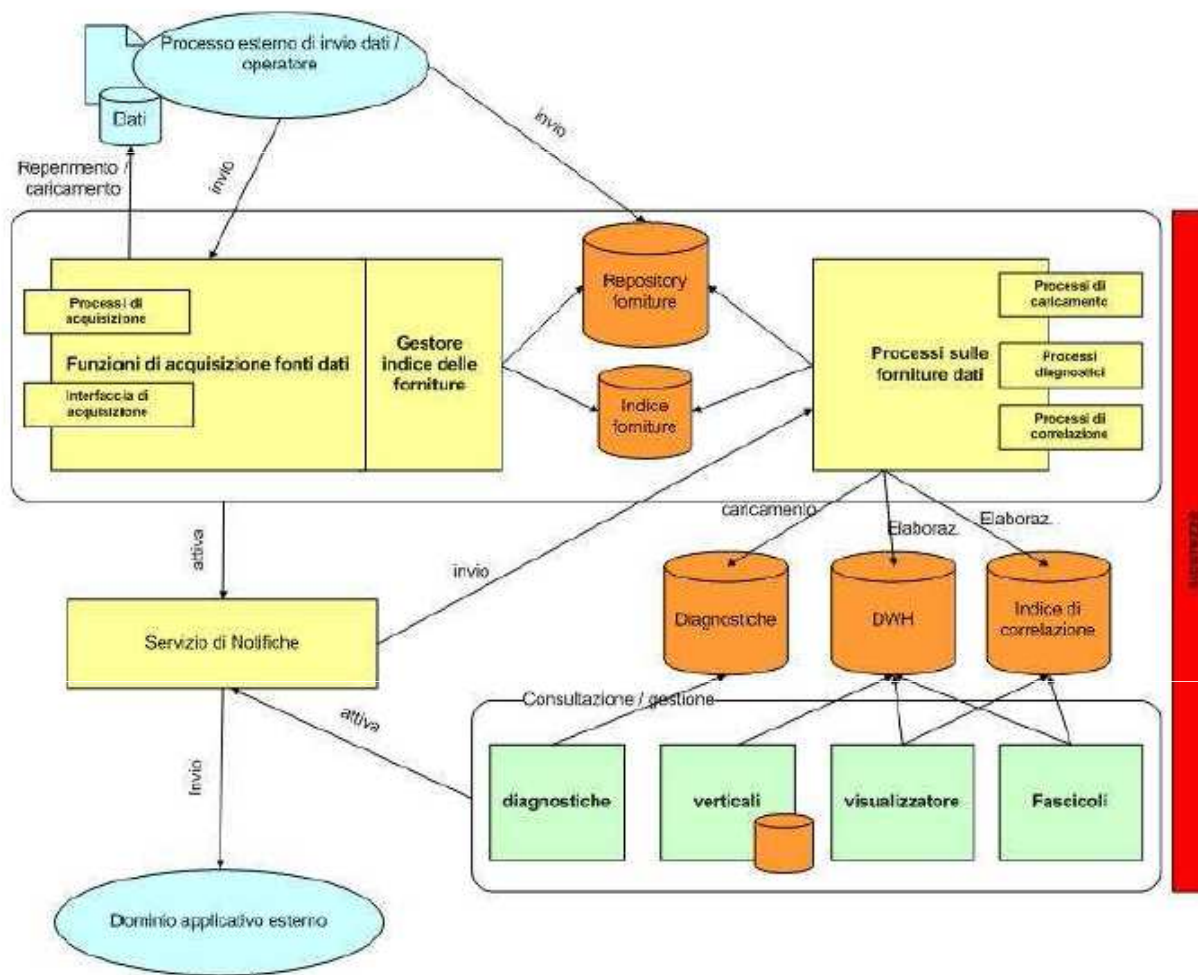 Processo esterno di invio dati /
operatore
Dati
Reperimento /
caricamento
invio
invio
Processi di
acquisizione
Funzioni di acquisizione fonti dati
Interfaccia di
acquisizione
Gestore
indice delle
forniture
Repository
forniture
Indice
forniture
Processi sulle
forniture dati
Processi di
caricamento
Processi
diagnostici
Processi di
correlazione
attiva
invio
caricamento
Elaboraz.
Elaboraz.
Servizio di Notifiche
Diagnostiche
DWH
Indice di
correlazione
attiva
Consultazione / gestione
Invio
diagnostiche
verticali
visualizzatore
Fascicoli
Dominio applicativo esterno